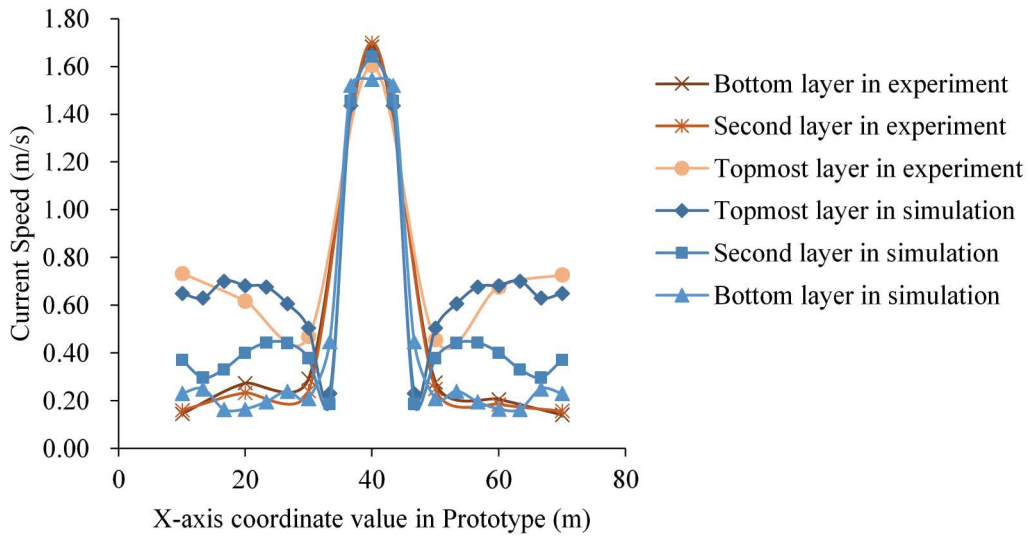 1.80
1.60
1.40
1.20
1.00
0.80
0.60
0.40
0.20
0.00
Current Speed (m/s)
0 20 40 60 80
X-axis coordinate value in Prototype (m)
Bottom layer in experiment
Second layer in experiment
Topmost layer in experiment
Topmost layer in simulation
Second layer in simulation
Bottom layer in simulation